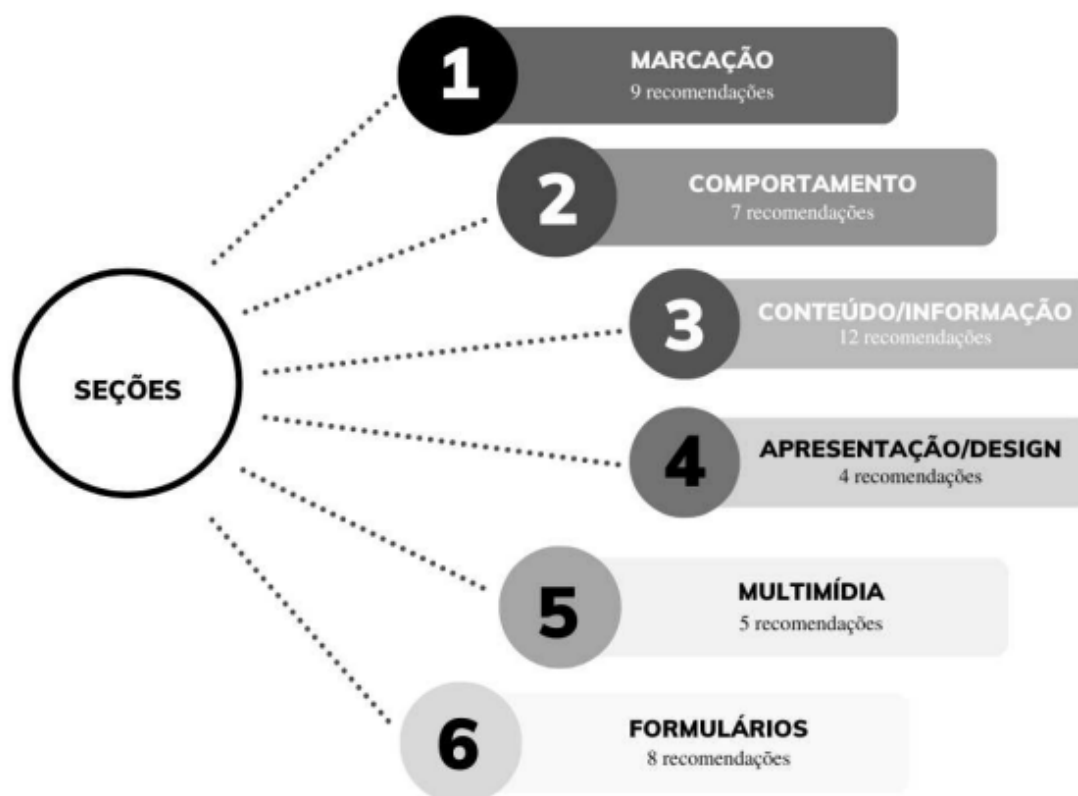 SEÇÕES
1
MARCAÇÃO
9 recomendações
2
COMPORTAMENTO
7 recomendações
3
CONTEÚDO/INFORMAÇÃO
12 recomendações
4
APRESENTAÇÃO/DESIGN
4 recomendações
5
MULTIMÍDIA
5 recomendações
6
FORMULÁRIOS
8 recomendações